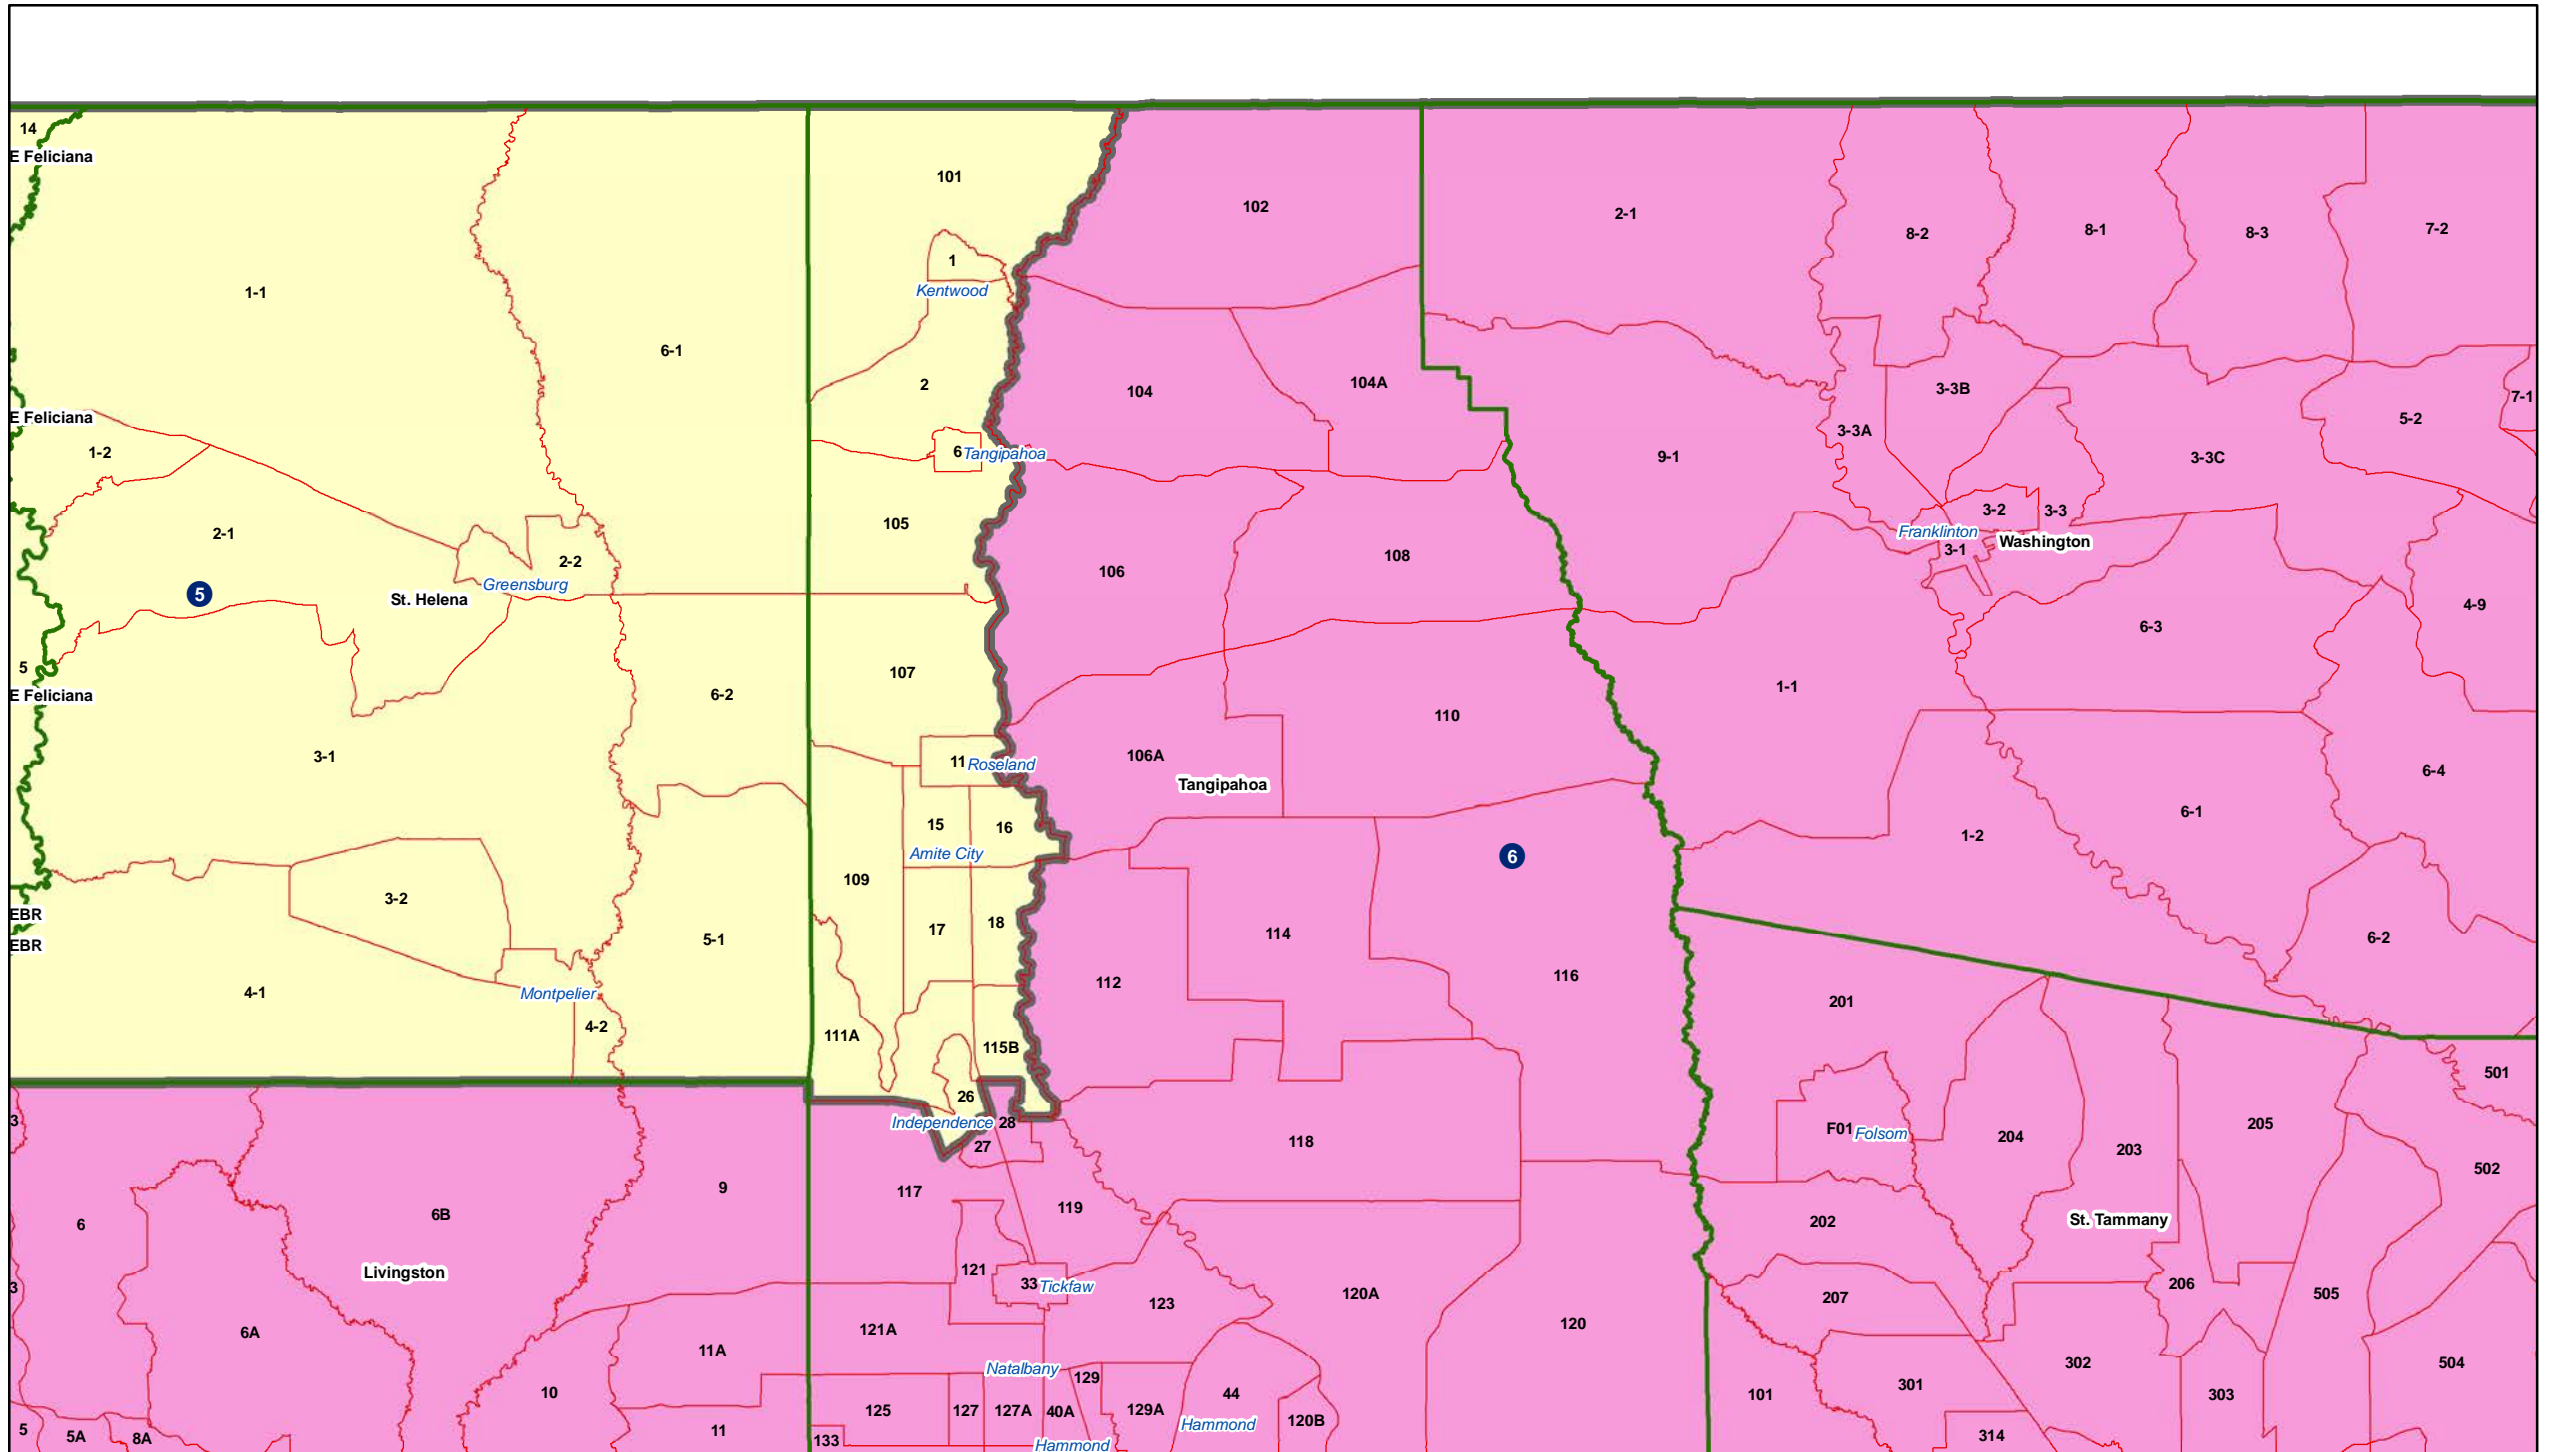 14
E Feliciana
101
102
2-1
8-2
8-1
8-3
7-2
1
Kentwood
1-1
6-1
2
104
104A
3-3B
7-1
E Feliciana
5-2
1-2
3-3A
6
Tangipahoa
9-1
3-3C
2-1
105
3-2
3-3
Franklinton
Washington
3-1
2-2
106
108
Greensburg
5
St. Helena
4-9
6-3
5
107
E Feliciana
6-2
1-1
110
3-1
11
Roseland
106A
Tangipahoa
6-4
6-1
15
16
1-2
Amite City
6
109
3-2
EBR
17
18
5-1
114
6-2
EBR
4-1
Montpelier
112
116
201
4-2
111A
115B
501
26
3
Independence
28
F01
Folsom
205
27
118
204
203
502
9
117
119
6
6B
202
St. Tammany
Livingston
121
3
33
Tickfaw
206
120A
505
123
207
6A
121A
120
11A
302
504
Natalbany
129
10
44
301
101
303
125
127
127A
40A
129A
Hammond
120B
5
5A
8A
11
133
Hammond
314